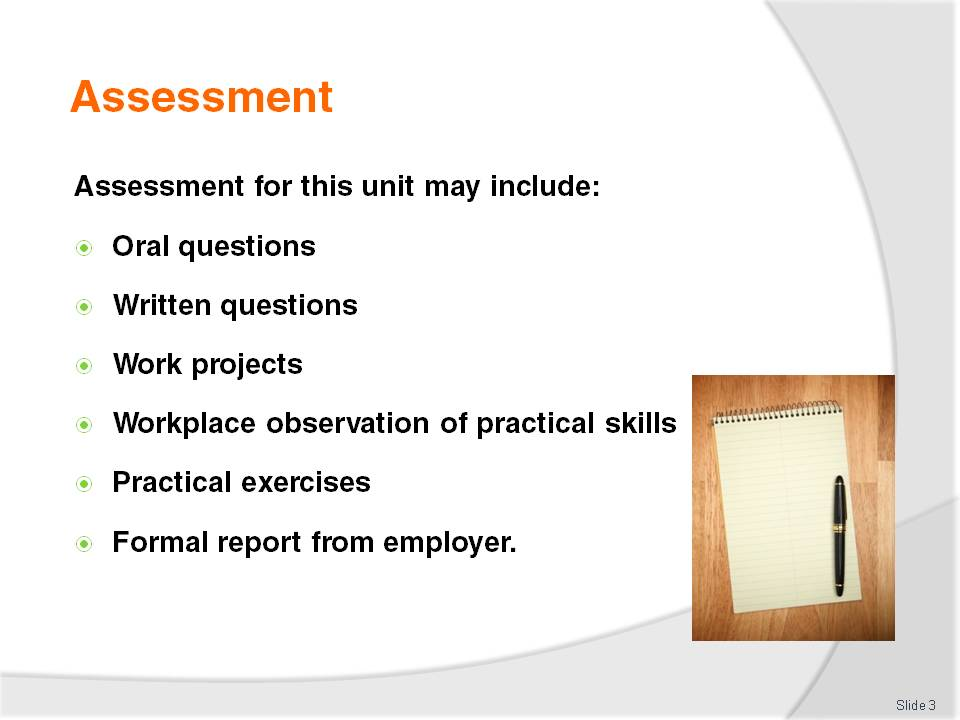 Assessment
Assessment for this unit may include:
Oral questions
Written questions
Work projects
Workplace observation of practical skills
Practical exercises
Formal report from employer.
Slide 3